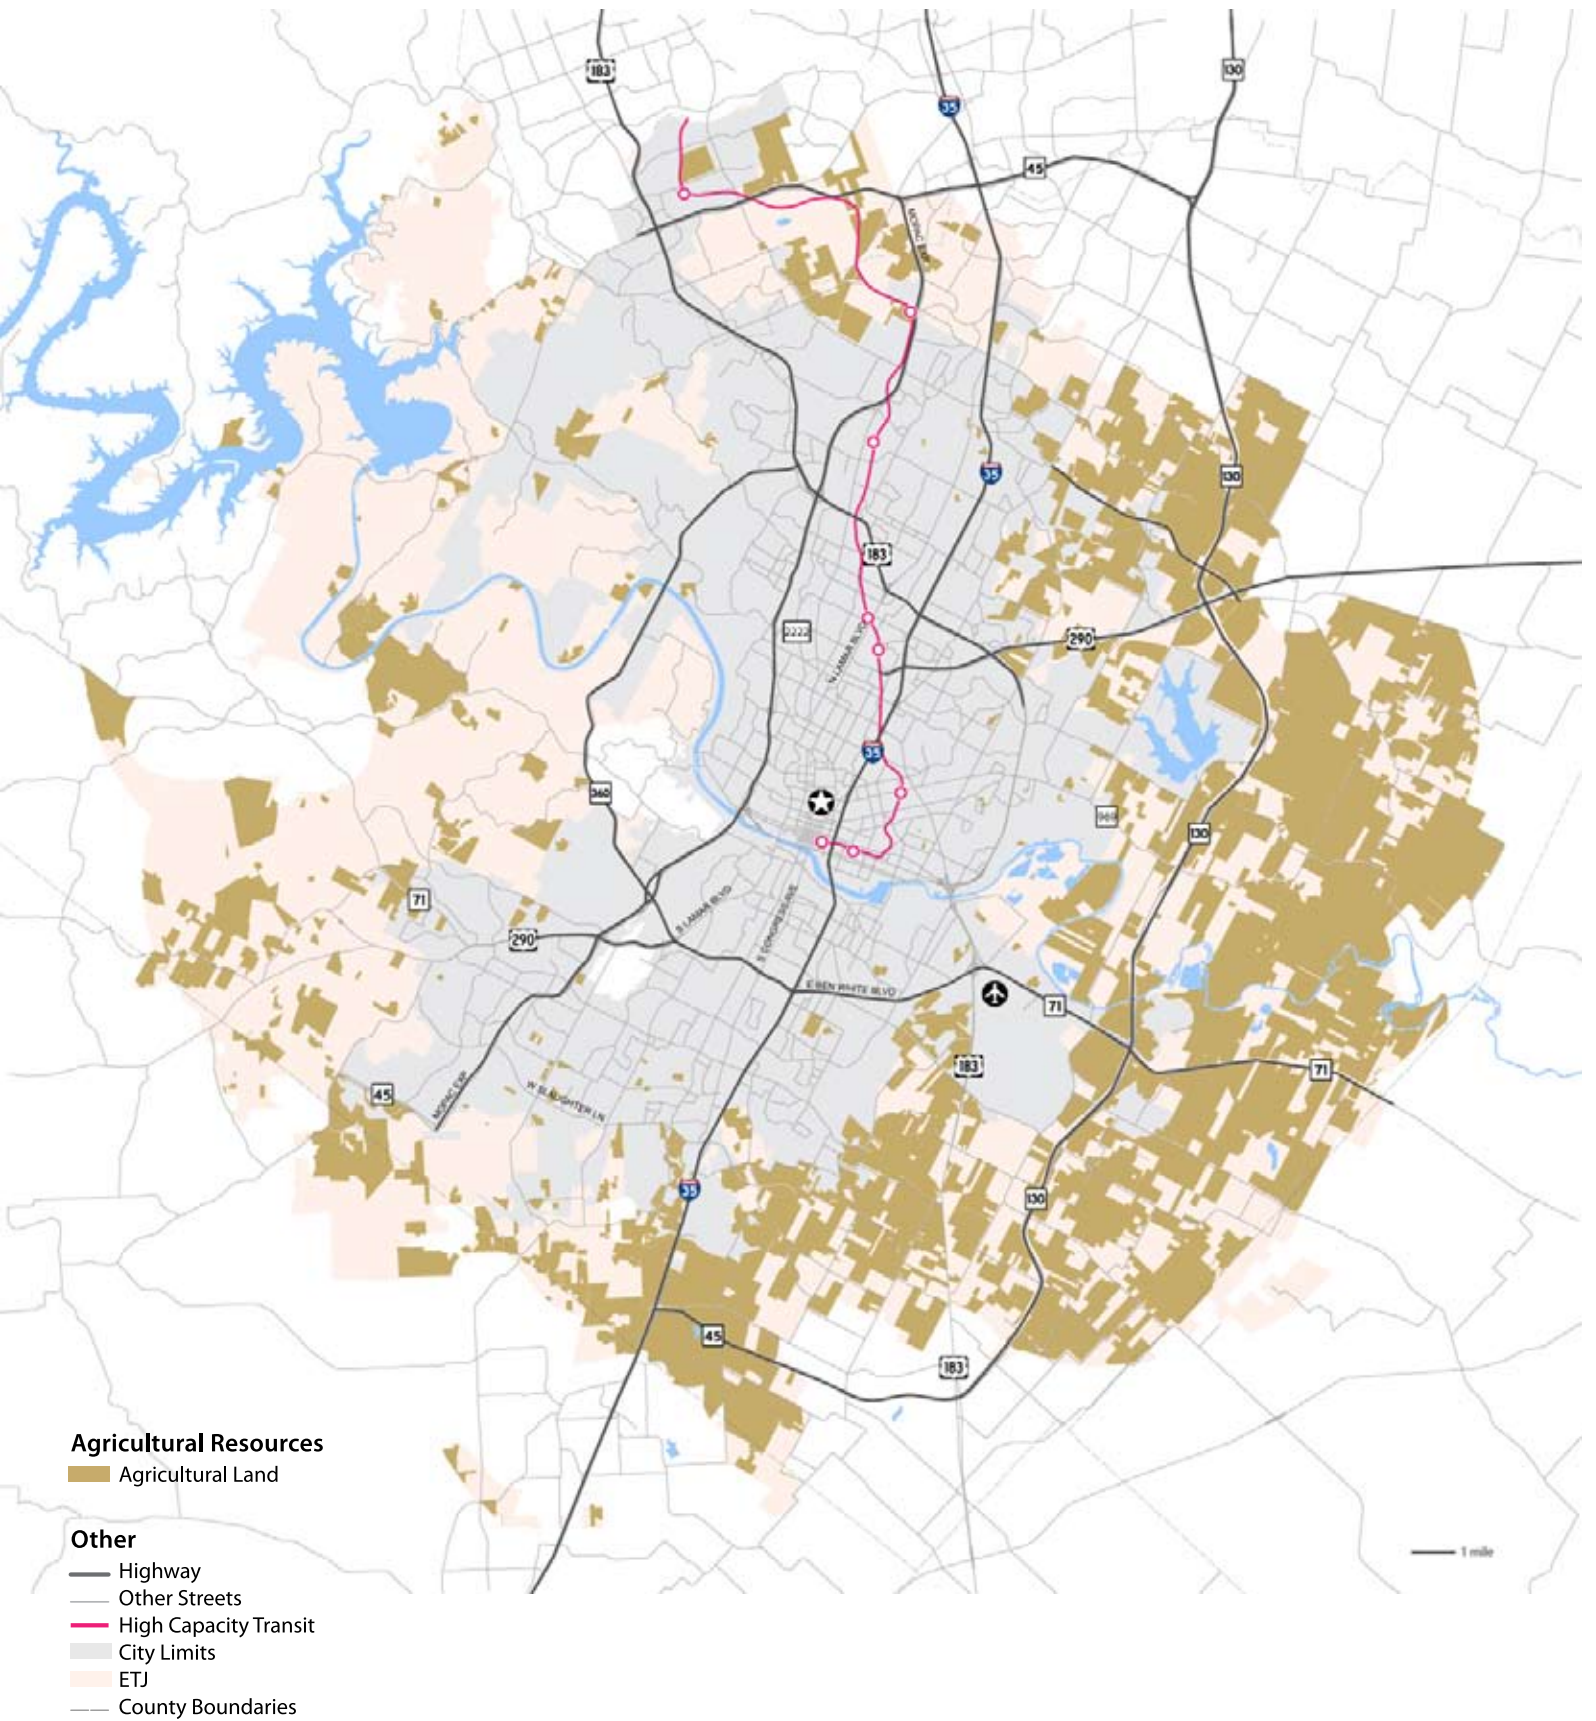 183
130
35
45
MOPAC EXP
130
35
183
2222
N LAMAR BLVD
290
35
360
969
130
71
S LAMAR BLVD
S CONGRESS AVE
290
E BEN WHITE BLVD
71
183
71
45
MOPAC EXP
W SLAUGHTER LN
35
130
45
183
Agricultural Resources
Agricultural Land
Other
Highway
Other Streets
High Capacity Transit
City Limits
ETJ
County Boundaries
1 mile